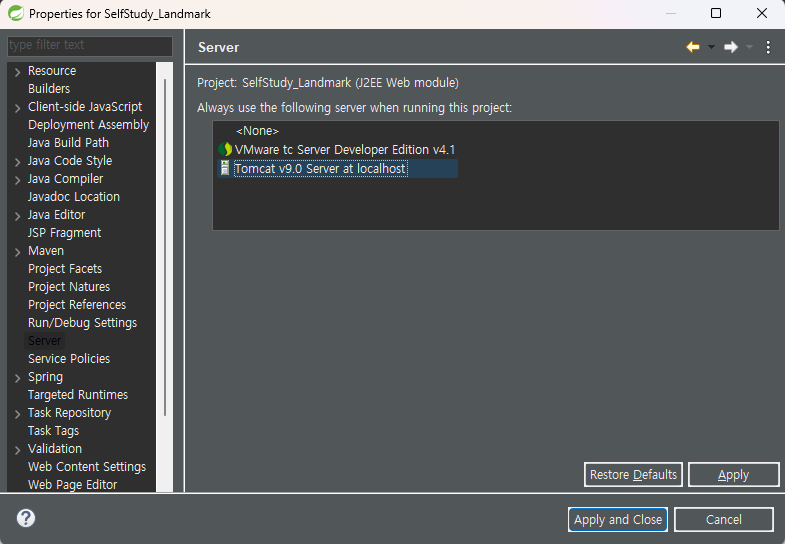 Properties for SelfStudy_Landmark
type filter text
Resource
Builders
Client-side JavaScript
Deployment Assembly
Java Build Path
Java Code Style
Java Compiler
Javadoc Location
Java Editor
JSP Fragment
Maven
Project Facets
Project Natures
Project References
Run/Debug Settings
Server
Service Policies
Spring
Targeted Runtimes
Task Repository
Task Tags
Validation
Web Content Settings
Web Page Editor
Server
Project: SelfStudy_Landmark (J2EE Web module)
Always use the following server when running this project:
<None>
VMware tc Server Developer Edition v4.1
Tomcat v9.0 Server at localhost
Restore Defaults
Apply
Apply and Close
Cancel